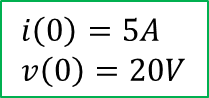 i(0) = 5A
v(0) = 20V